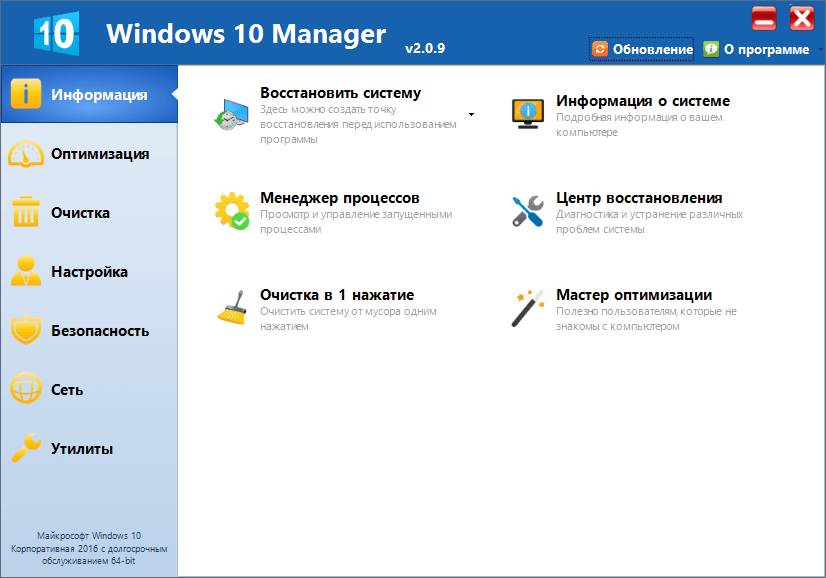 10
Windows 10 Manager
v2.0.9
Обновление
О программе
Информация
Оптимизация
Очистка
Настройка
Безопасность
Сеть
Утилиты
Майкрософт Windows 10
Корпоративная 2016 с долгосрочным
обслуживанием 64-bit
Восстановить систему
Здесь можно создать точку
восстановления перед использованием
программы
Информация о системе
Подробная информация о вашем
компьютере
Менеджер процессов
Просмотр и управление запущенными
процессами
Центр восстановления
Диагностика и устранение различных
проблем системы
Очистка в 1 нажатие
Очистить систему от мусора одним
нажатием
Мастер оптимизации
Полезно пользователям, которые не
знакомы с компьютером